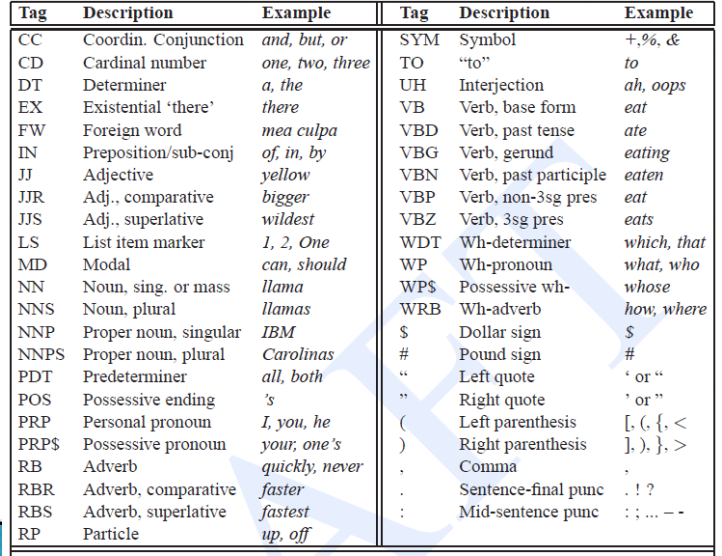 Tag Description Example Tag Description Example
CC Coordin. Conjunction and, but, or SYM Symbol +,%, &
CD Cardinal number one, two, three TO “to” to
DT Determiner a, the UH Interjection ah, oops
EX Existential ‘there’ there VB Verb, base form eat
FW Foreign word mea culpa VBD Verb, past tense ate
IN Preposition/sub-conj of, in, by VBG Verb, gerund eating
JJ Adjective yellow VBN Verb, past participle eaten
JJR Adj., comparative bigger VBP Verb, non-3sg pres eat
JJS Adj., superlative wildest VBZ Verb, 3sg pres eats
LS List item marker 1, 2, One WDT Wh-determiner which, that
MD Modal can, should WP Wh-pronoun what, who
NN Noun, sing. or mass llama WP$ Possessive wh- whose
NNS Noun, plural llamas WRB Wh-adverb how, where
NNP Proper noun, singular IBM $ Dollar sign $
NNPS Proper noun, plural Carolinas # Pound sign #
PDT Predeterminer all, both “ Left quote ‘ or “
POS Possessive ending ’s ” Right quote ’ or ”
PRP Personal pronoun I, you, he ( Left parenthesis [, (, {, <
PRP$ Possessive pronoun your, one’s ) Right parenthesis ], ), }, >
RB Adverb quickly, never , Comma ,
RBR Adverb, comparative faster . Sentence-final punc . ! ?
RBS Adverb, superlative fastest : Mid-sentence punc : ; ... – -
RP Particle up, off